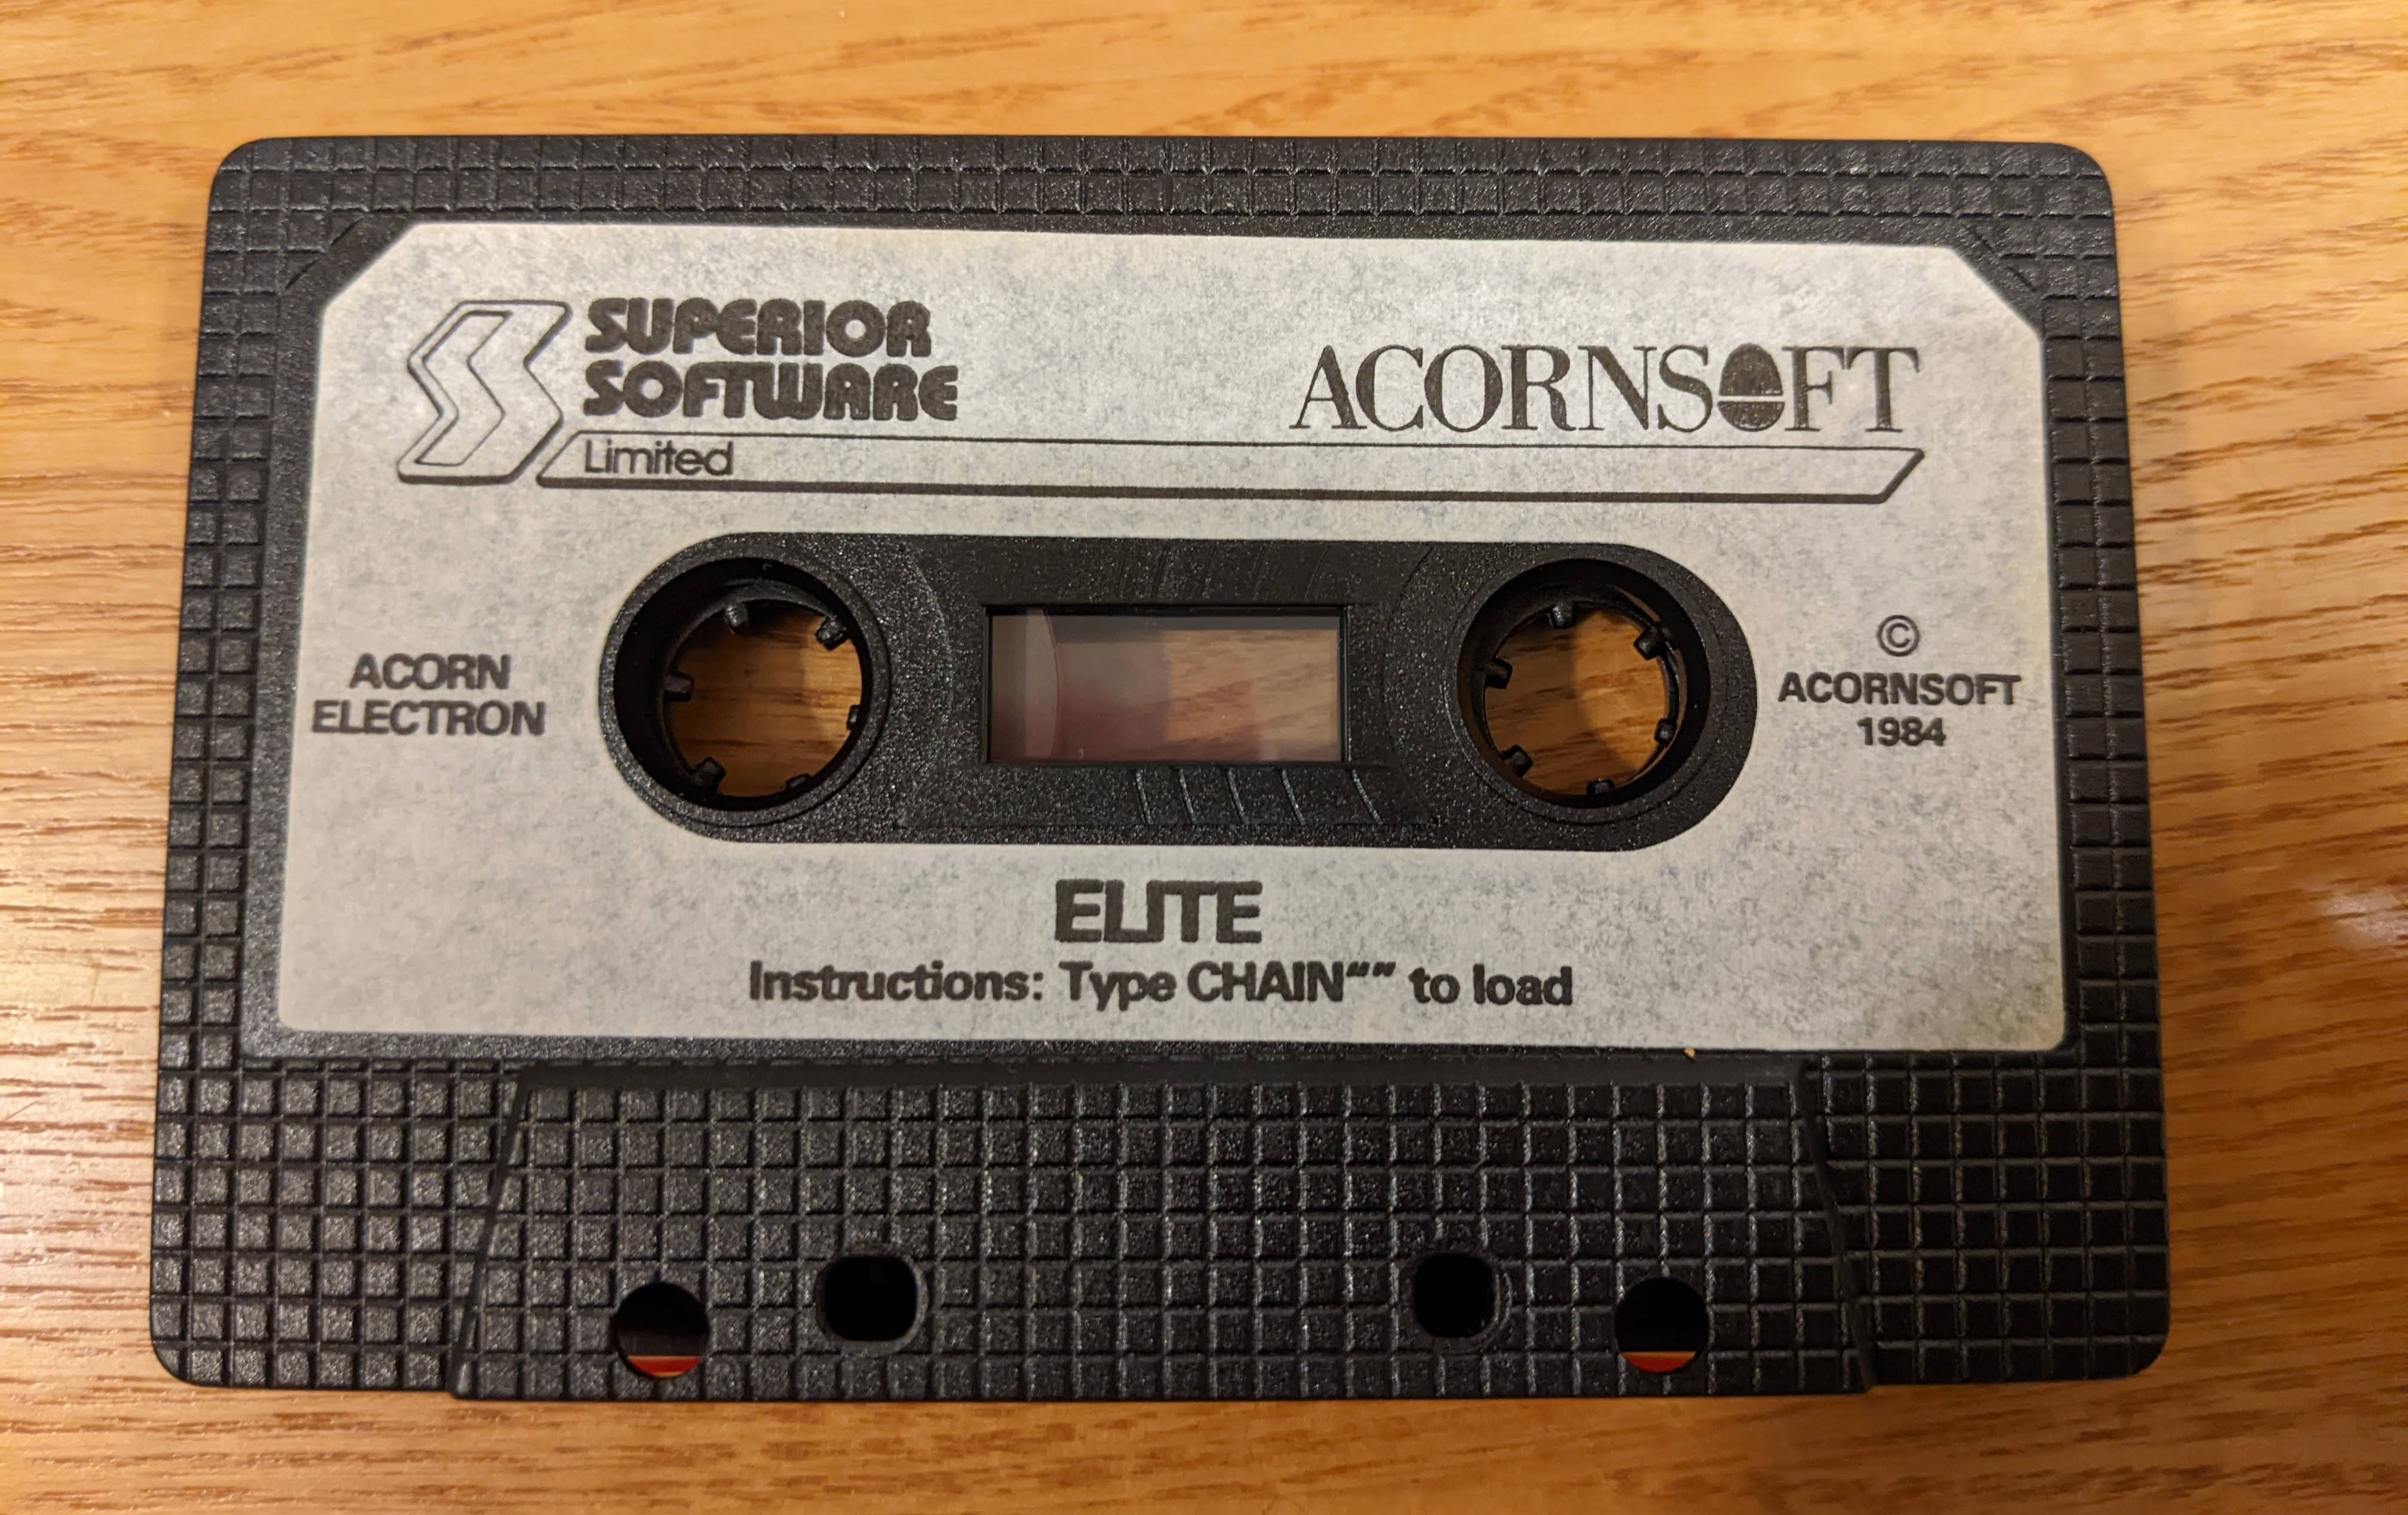 SUPERIOR
SOFTWARE
Limited
ACORNSOFT
ACORN
ELECTRON
©
ACORNSOFT
1984
ELITE
Instructions: Type CHAIN“” to load